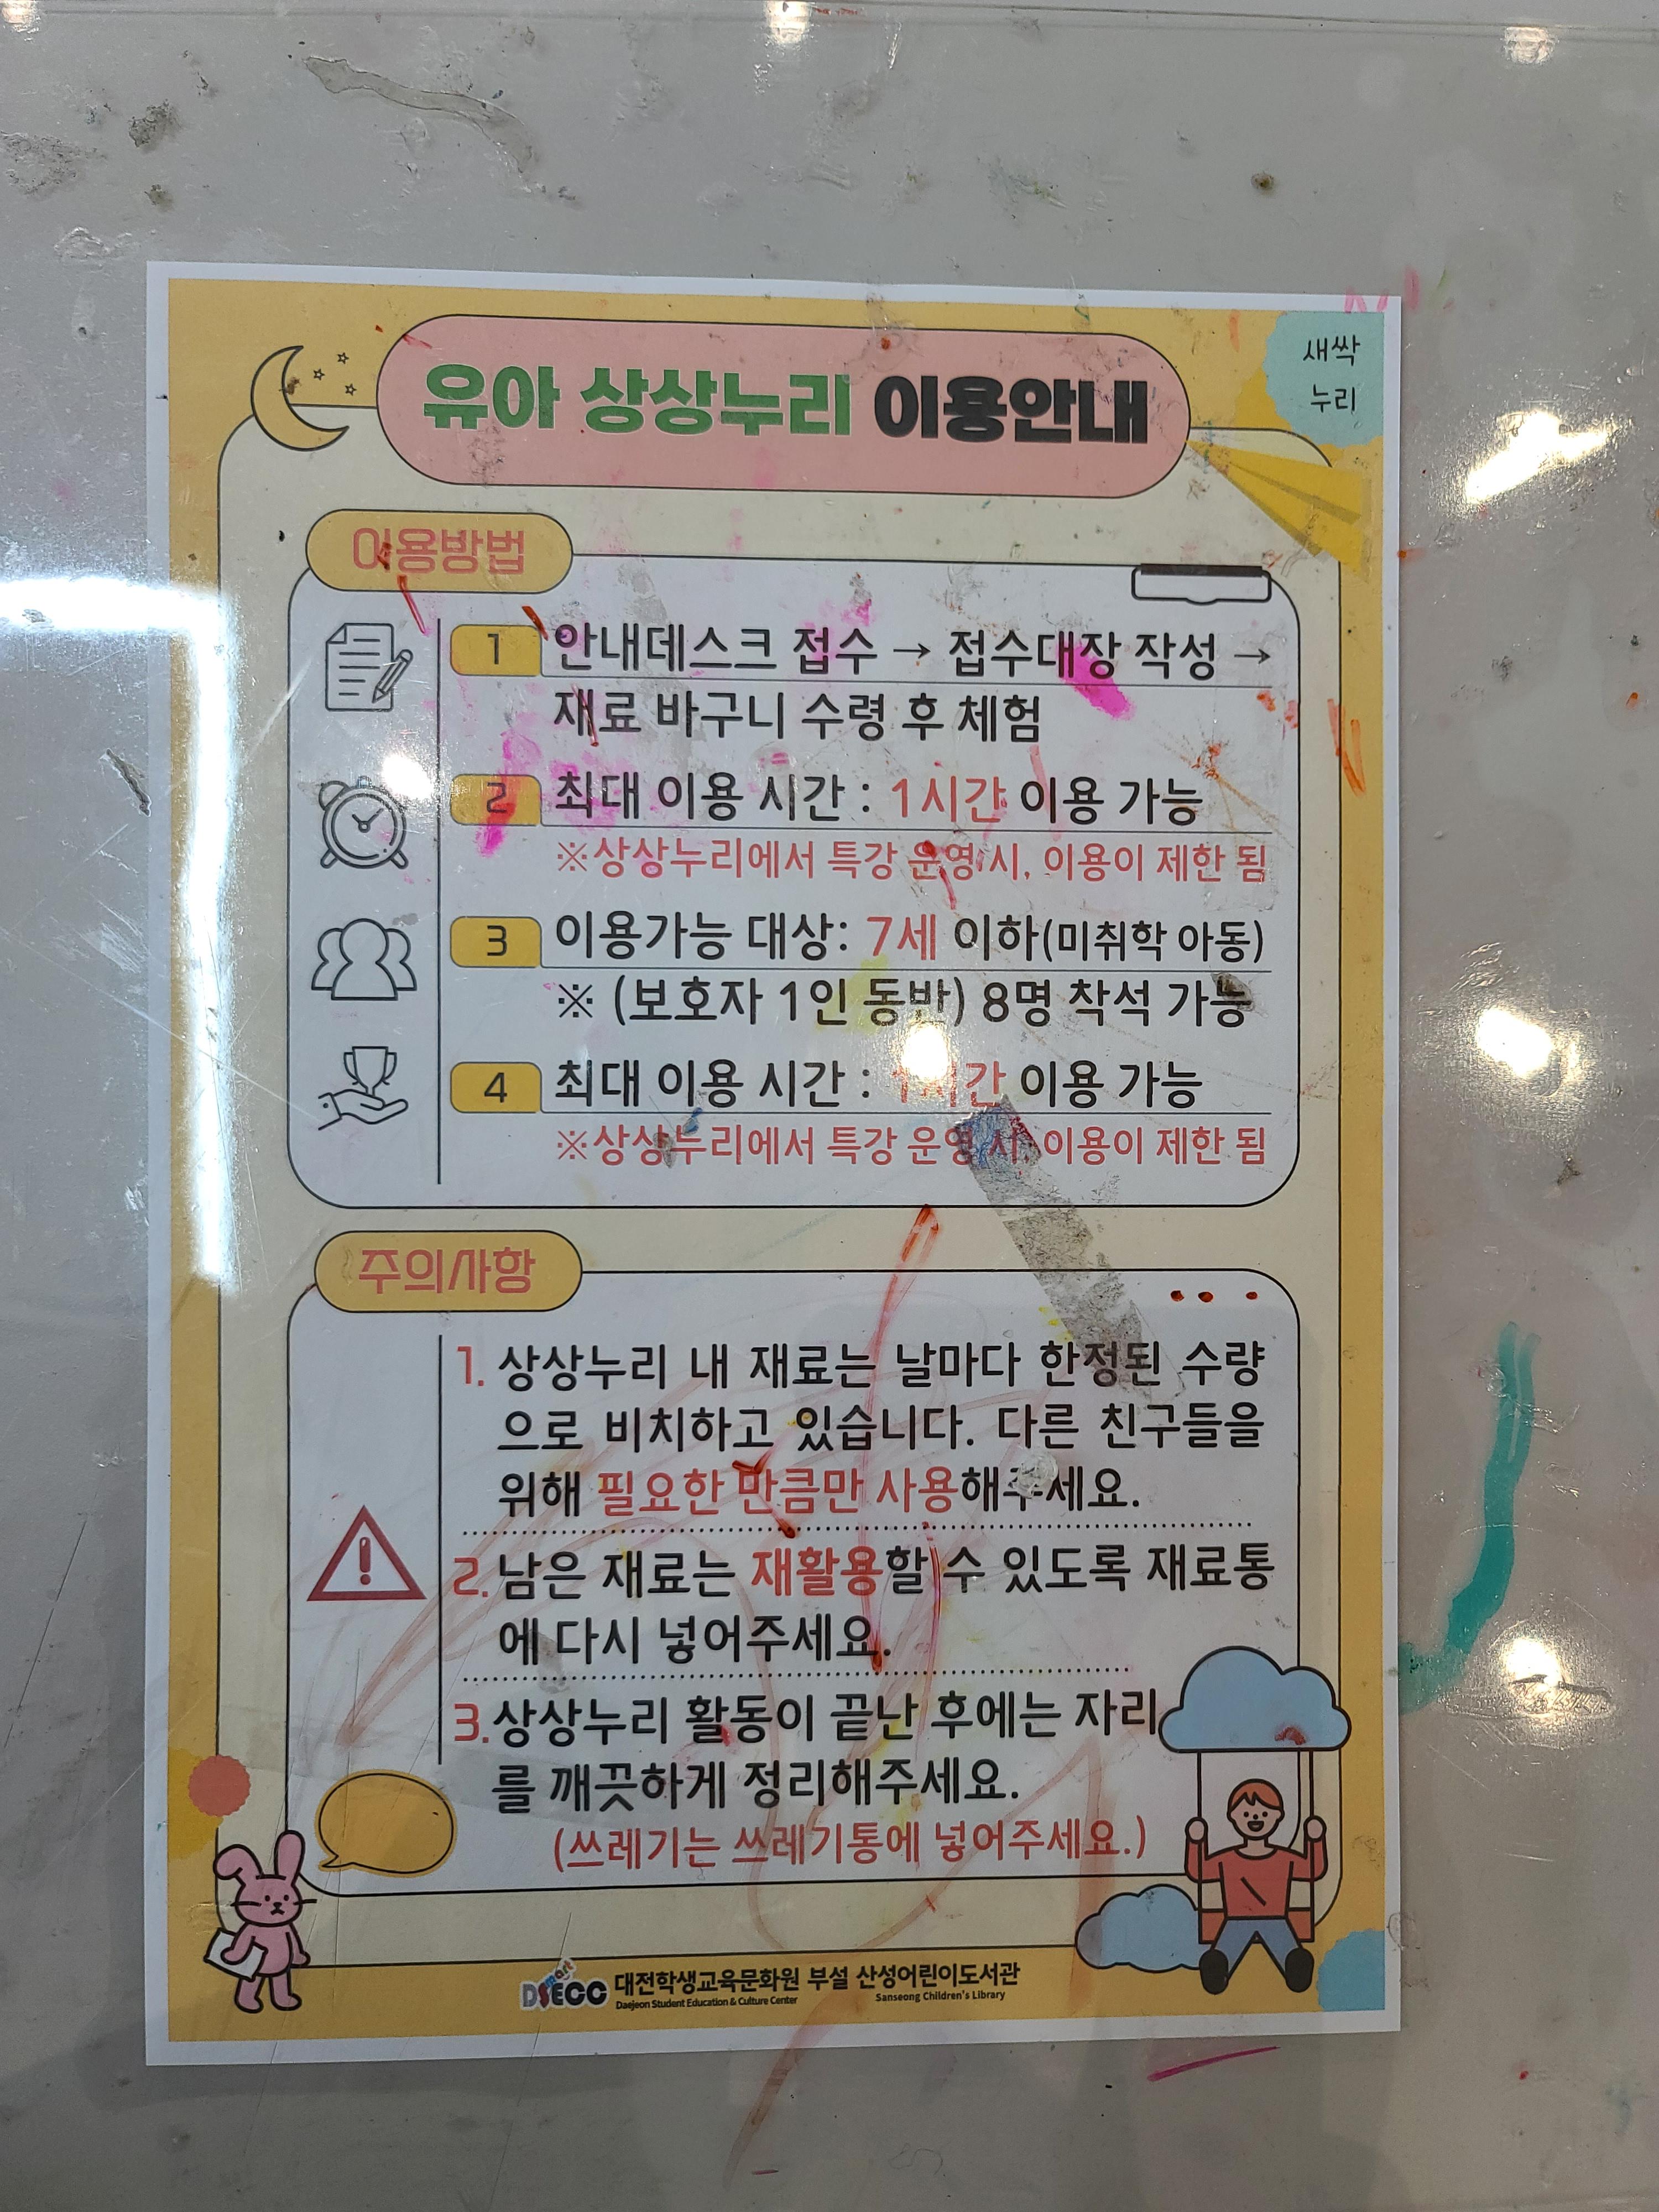 새싹
누리
유아 상상누리 이용안내
이용방법
1 안내데스크 접수 → 접수대장 작성 →
재료 바구니 수령 후 체험
2 최대 이용 시간 : 1시간 이용 가능
※상상누리에서 특강 운영 시, 이용이 제한 됨
3 이용가능 대상: 7세 이하(미취학 아동)
※ (보호자 1인 동반) 8명 착석 가능
4 최대 이용 시간 : 1시간 이용 가능
※상상누리에서 특강 운영 시, 이용이 제한 됨
주의사항
1. 상상누리 내 재료는 날마다 한정된 수량
으로 비치하고 있습니다. 다른 친구들을
위해 필요한 만큼만 사용해주세요.
2. 남은 재료는 재활용할 수 있도록 재료통
에 다시 넣어주세요.
3. 상상누리 활동이 끝난 후에는 자리
를 깨끗하게 정리해주세요.
(쓰레기는 쓰레기통에 넣어주세요.)
Smart
DSECC 대전학생교육문화원 부설 산성어린이도서관
Daejeon Student Education & Culture Center Sanseong Children's Library